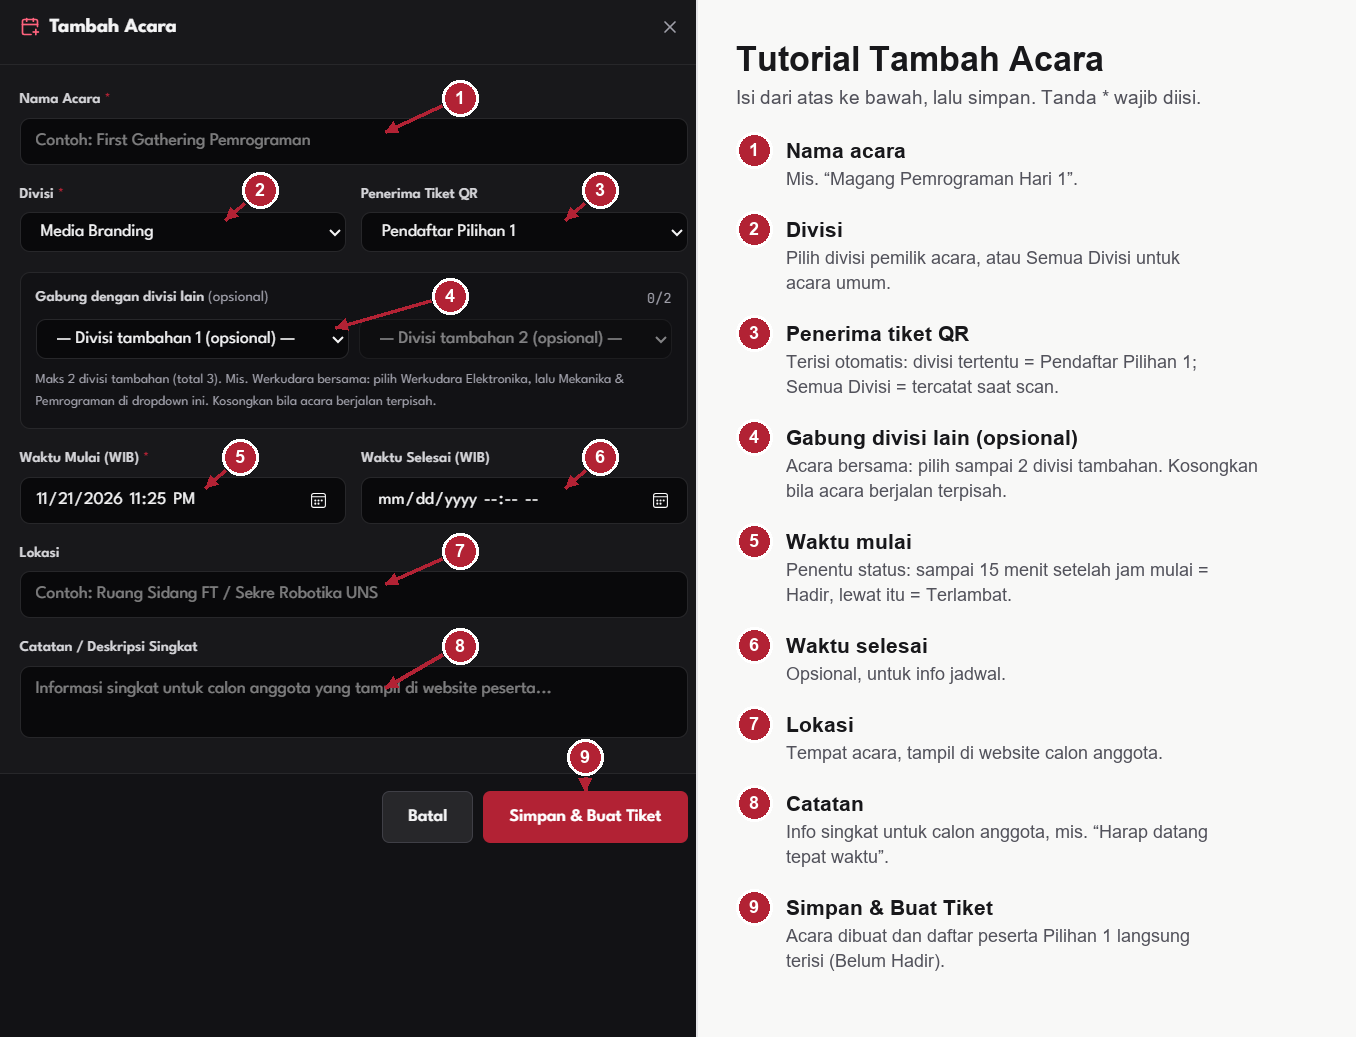 Tambah Acara
Nama Acara *
1
Contoh: First Gathering Pemrograman
Divisi *
2
Penerima Tiket QR
3
Media Branding
Pendaftar Pilihan 1
Gabung dengan divisi lain (opsional)
4
0/2
— Divisi tambahan 1 (opsional) —
— Divisi tambahan 2 (opsional) —
Maks 2 divisi tambahan (total 3). Mis. Werkudara bersama: pilih Werkudara Elektronika, lalu Mekanika &
Pemrograman di dropdown ini. Kosongkan bila acara berjalan terpisah.
Waktu Mulai (WIB) *
5
Waktu Selesai (WIB)
6
11/21/2026 11:25 PM
mm/dd/yyyy --:-- --
Lokasi
7
Contoh: Ruang Sidang FT / Sekre Robotika UNS
Catatan / Deskripsi Singkat
8
Informasi singkat untuk calon anggota yang tampil di website peserta...
9
Batal
Simpan & Buat Tiket
Tutorial Tambah Acara
Isi dari atas ke bawah, lalu simpan. Tanda * wajib diisi.
1 Nama acara
Mis. “Magang Pemrograman Hari 1”.
2 Divisi
Pilih divisi pemilik acara, atau Semua Divisi untuk
acara umum.
3 Penerima tiket QR
Terisi otomatis: divisi tertentu = Pendaftar Pilihan 1;
Semua Divisi = tercatat saat scan.
4 Gabung divisi lain (opsional)
Acara bersama: pilih sampai 2 divisi tambahan. Kosongkan
bila acara berjalan terpisah.
5 Waktu mulai
Penentu status: sampai 15 menit setelah jam mulai =
Hadir, lewat itu = Terlambat.
6 Waktu selesai
Opsional, untuk info jadwal.
7 Lokasi
Tempat acara, tampil di website calon anggota.
8 Catatan
Info singkat untuk calon anggota, mis. “Harap datang
tepat waktu”.
9 Simpan & Buat Tiket
Acara dibuat dan daftar peserta Pilihan 1 langsung
terisi (Belum Hadir).